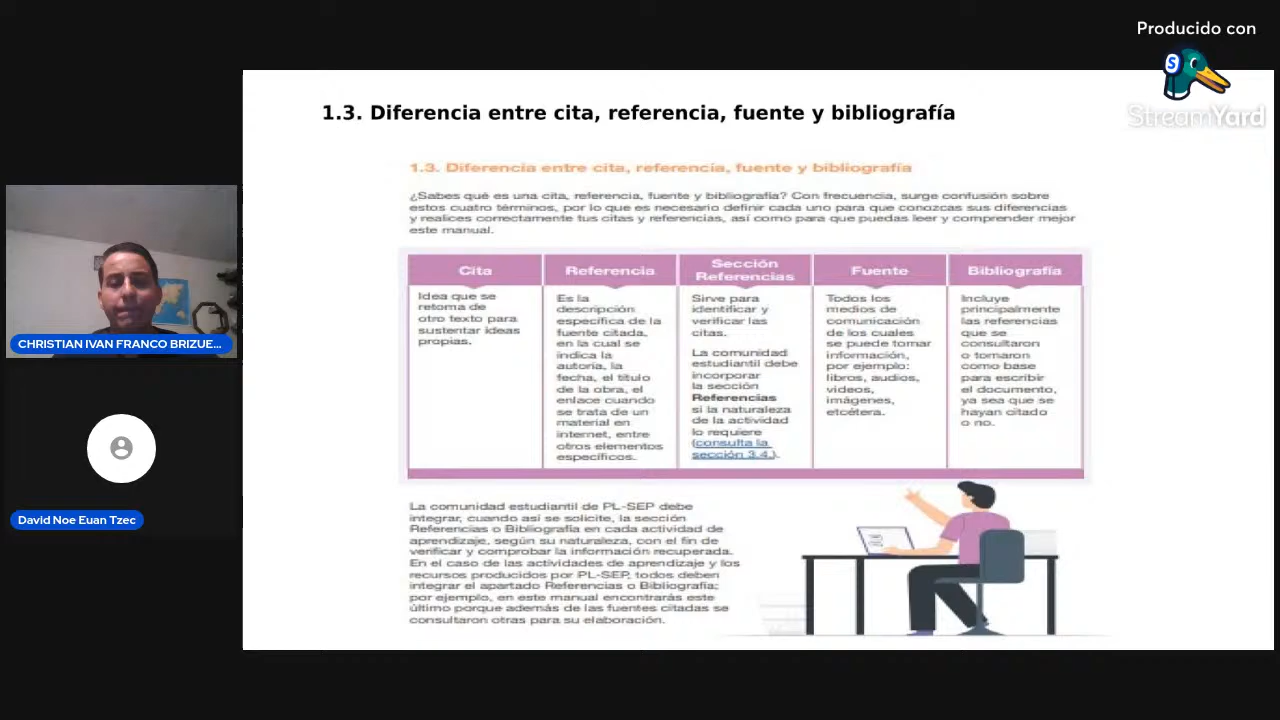 Producido con
StreamYard
1.3. Diferencia entre cita, referencia, fuente y bibliografía
1.3. Diferencia entre cita, referencia, fuente y bibliografía
¿Sabes qué es una cita, referencia, fuente y bibliografía? Con frecuencia, surge confusión sobre
estos cuatro términos, por lo que es necesario definir cada uno para que conozcas sus diferencias
y realices correctamente tus citas y referencias, así como para que puedas leer y comprender mejor
este manual.
Cita
Idea que se
retoma de
otro texto para
sustentar ideas
propias.
Referencia
Es la
descripción
específica de la
fuente citada,
en la cual se
indica la
autoría, la
fecha, el título
de la obra, el
enlace cuando
se trata de un
material en
internet, entre
otros elementos
específicos.
Sección
Referencias
Sirve para
identificar y
verificar las
citas.
La comunidad
estudiantil debe
incorporar
la sección
Referencias
si la naturaleza
de la actividad
lo requiere
(consulta la
sección 3.4.).
Fuente
Todos los
medios de
comunicación
de los cuales
se puede tomar
información,
por ejemplo:
libros, audios,
videos,
imágenes,
etcétera.
Bibliografía
Incluye
principalmente
las referencias
que se
consultaron
o tomaron
como base
para escribir
el documento,
ya sea que se
hayan citado
o no.
La comunidad estudiantil de PL-SEP debe
integrar, cuando así se solicite, la sección
Referencias o Bibliografía en cada actividad de
aprendizaje, según su naturaleza, con el fin de
verificar y comprobar la información recuperada.
En el caso de las actividades de aprendizaje y los
recursos producidos por PL-SEP, todos deben
integrar el apartado Referencias o Bibliografía;
por ejemplo, en este manual encontrarás este
último porque además de las fuentes citadas se
consultaron otras para su elaboración.
CHRISTIAN IVAN FRANCO BRIZUE...
David Noe Euan Tzec